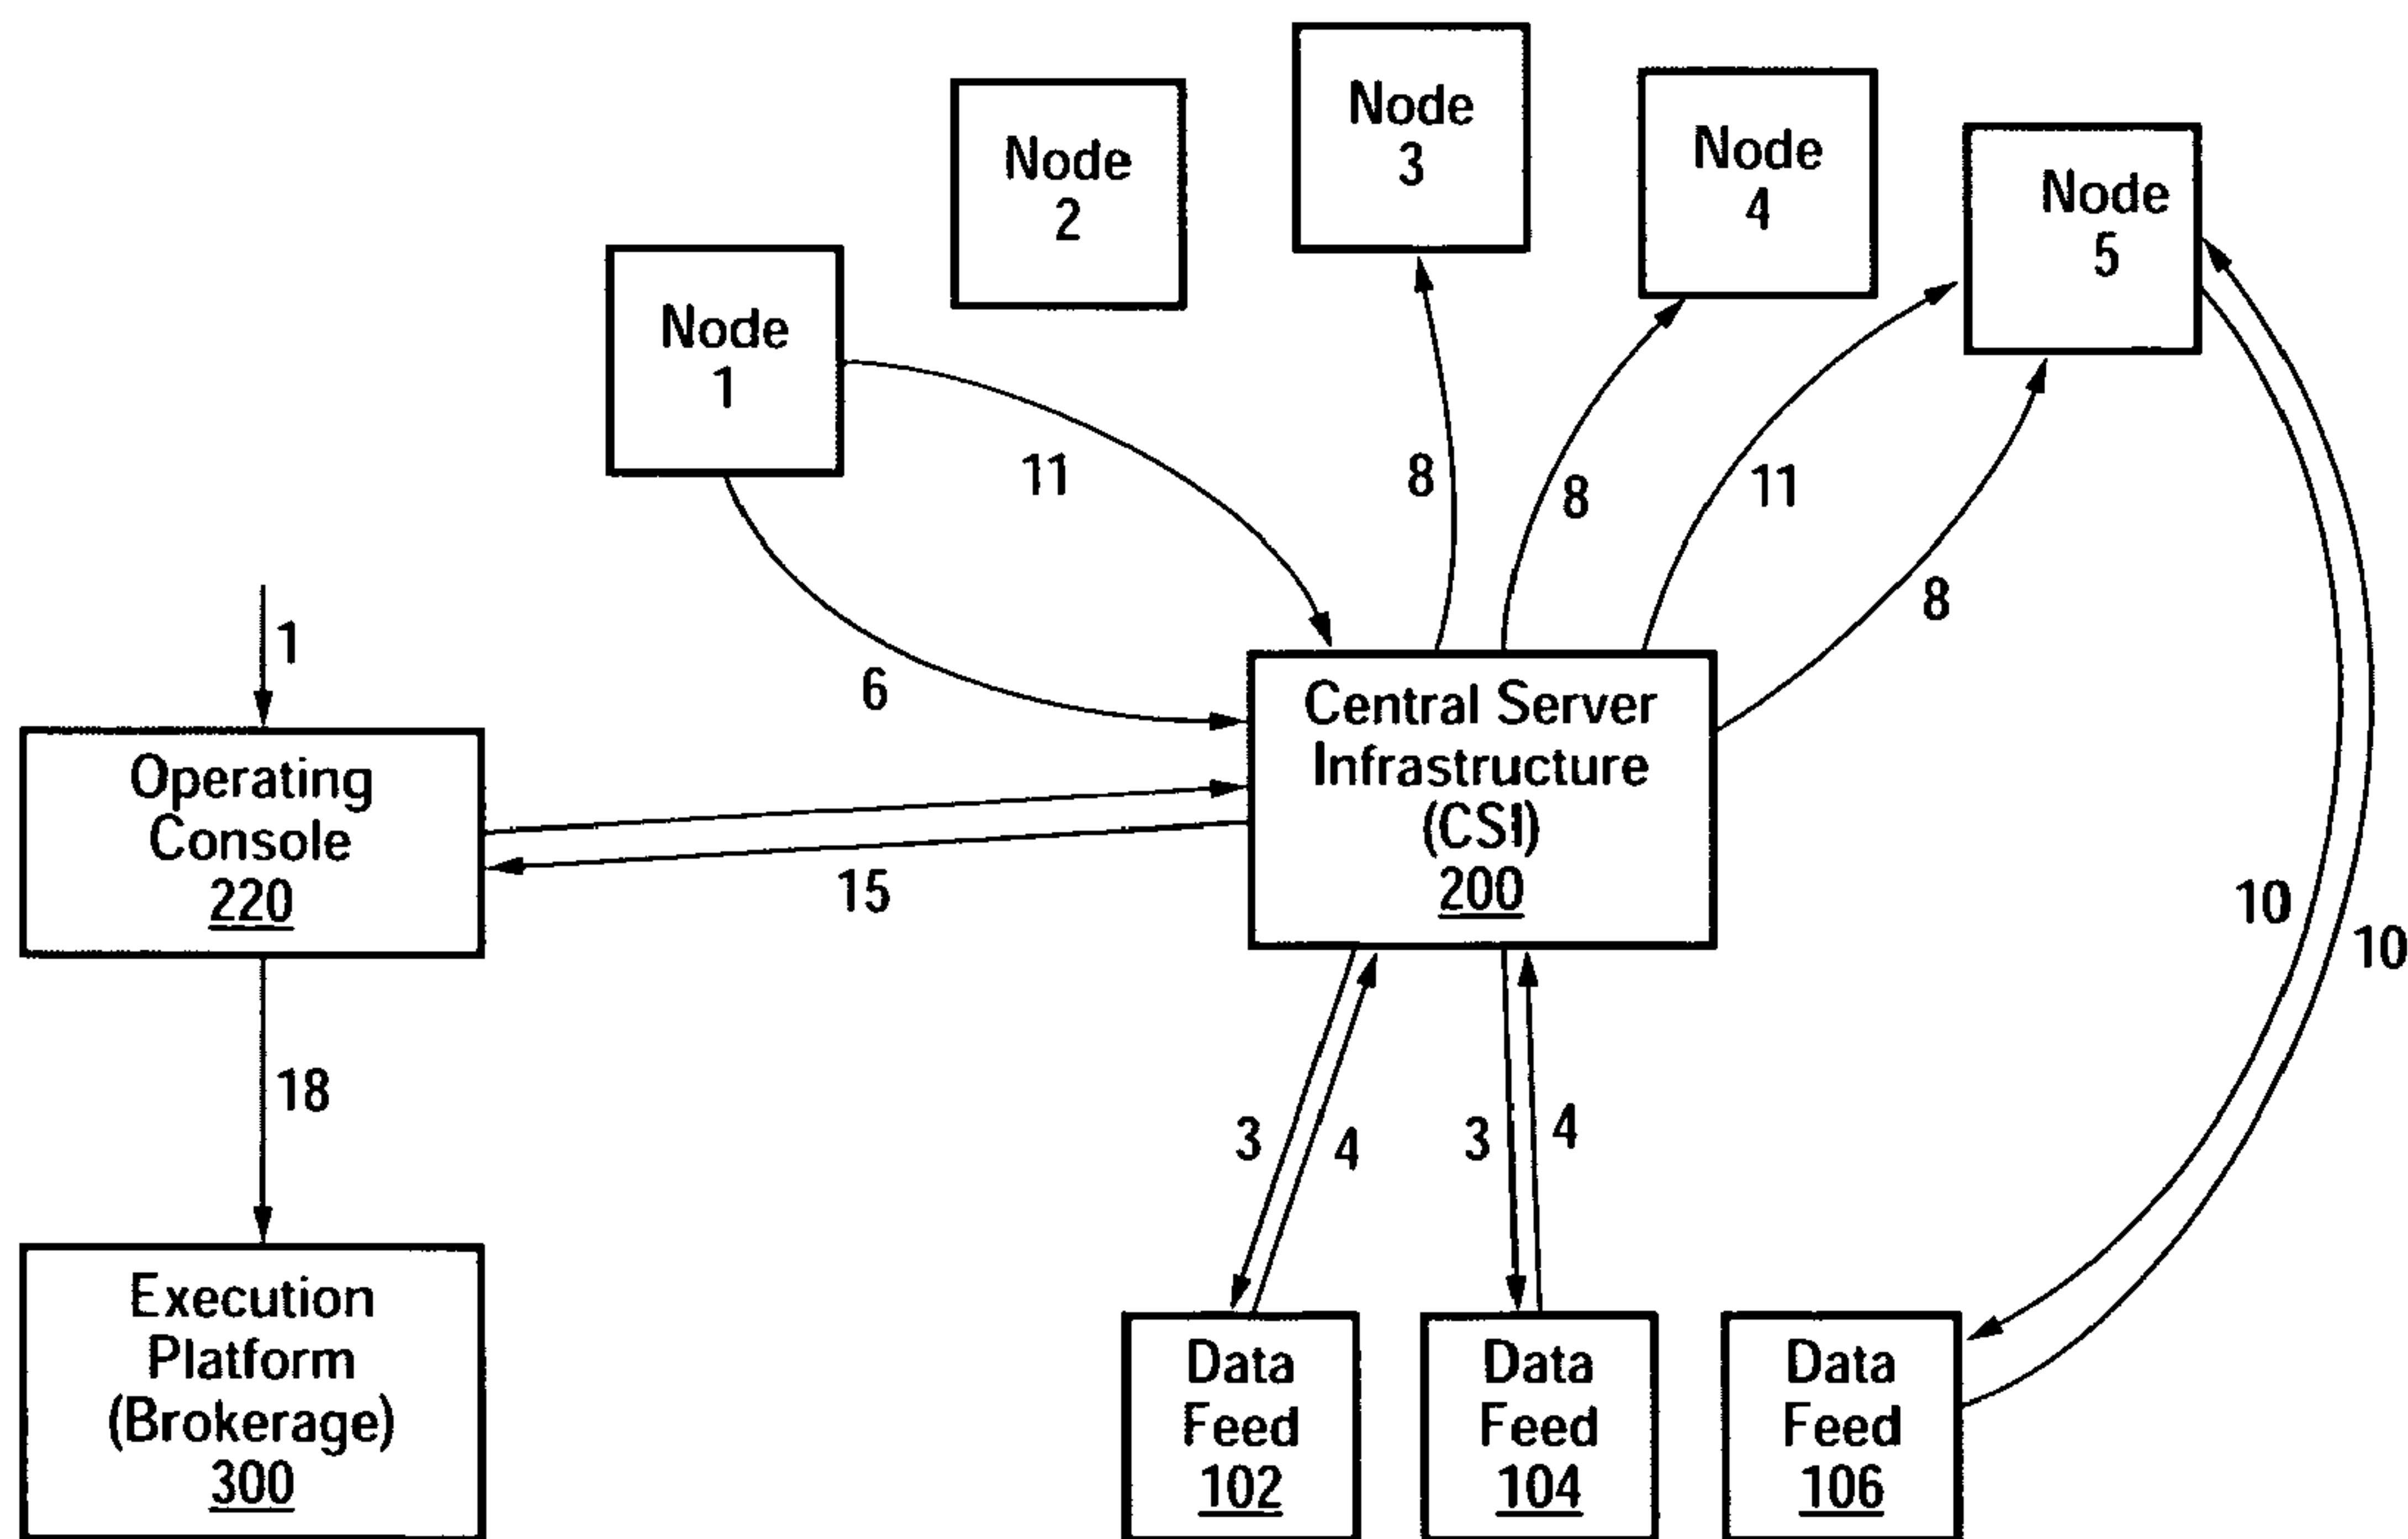 Node
3
Node
4
Node
2
Node
5
Node
1
11
8
8
11
8
1
6
Central Server
Infrastructure
(CSI)
200
Operating
Console
220
15
10
10
18
3
4
3
4
Execution
Platform
(Brokerage)
300
Data
Feed
102
Data
Feed
104
Data
Feed
106